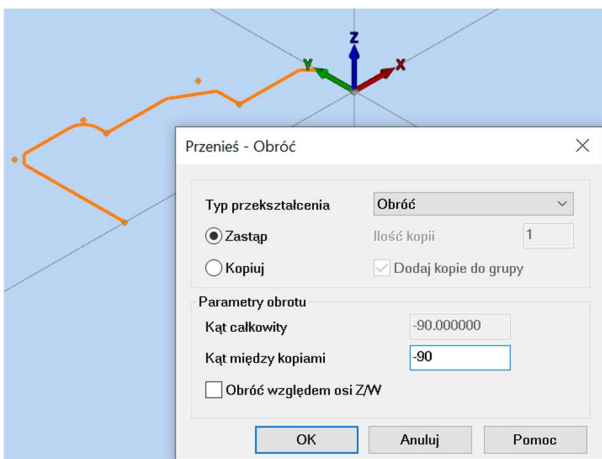 Z
Y
X
Przenieś - Obróć
Typ przekształcenia
Obróć
Zastąp
Ilość kopii
1
Kopiuj
Dodaj kopie do grupy
Parametry obrotu
Kąt całkowity
-90.000000
Kąt między kopiami
-90
Obróć względem osi Z/W
OK
Anuluj
Pomoc